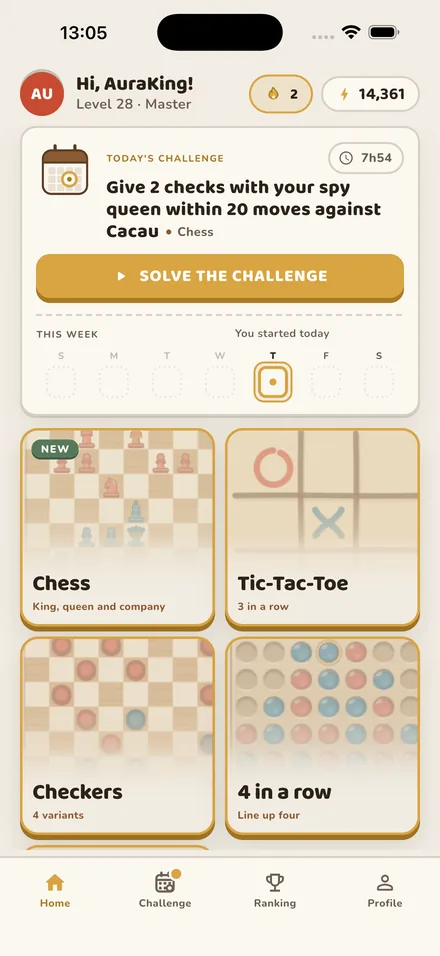 13:05
AU
Hi, AuraKing!
Level 28 · Master
2
14,361
TODAY'S CHALLENGE
7h54
Give 2 checks with your spy
queen within 20 moves against
Cacau • Chess
SOLVE THE CHALLENGE
THIS WEEK
You started today
S M T W T F S
NEW
Chess
King, queen and company
Tic-Tac-Toe
3 in a row
Checkers
4 variants
4 in a row
Line up four
Home
Challenge
Ranking
Profile